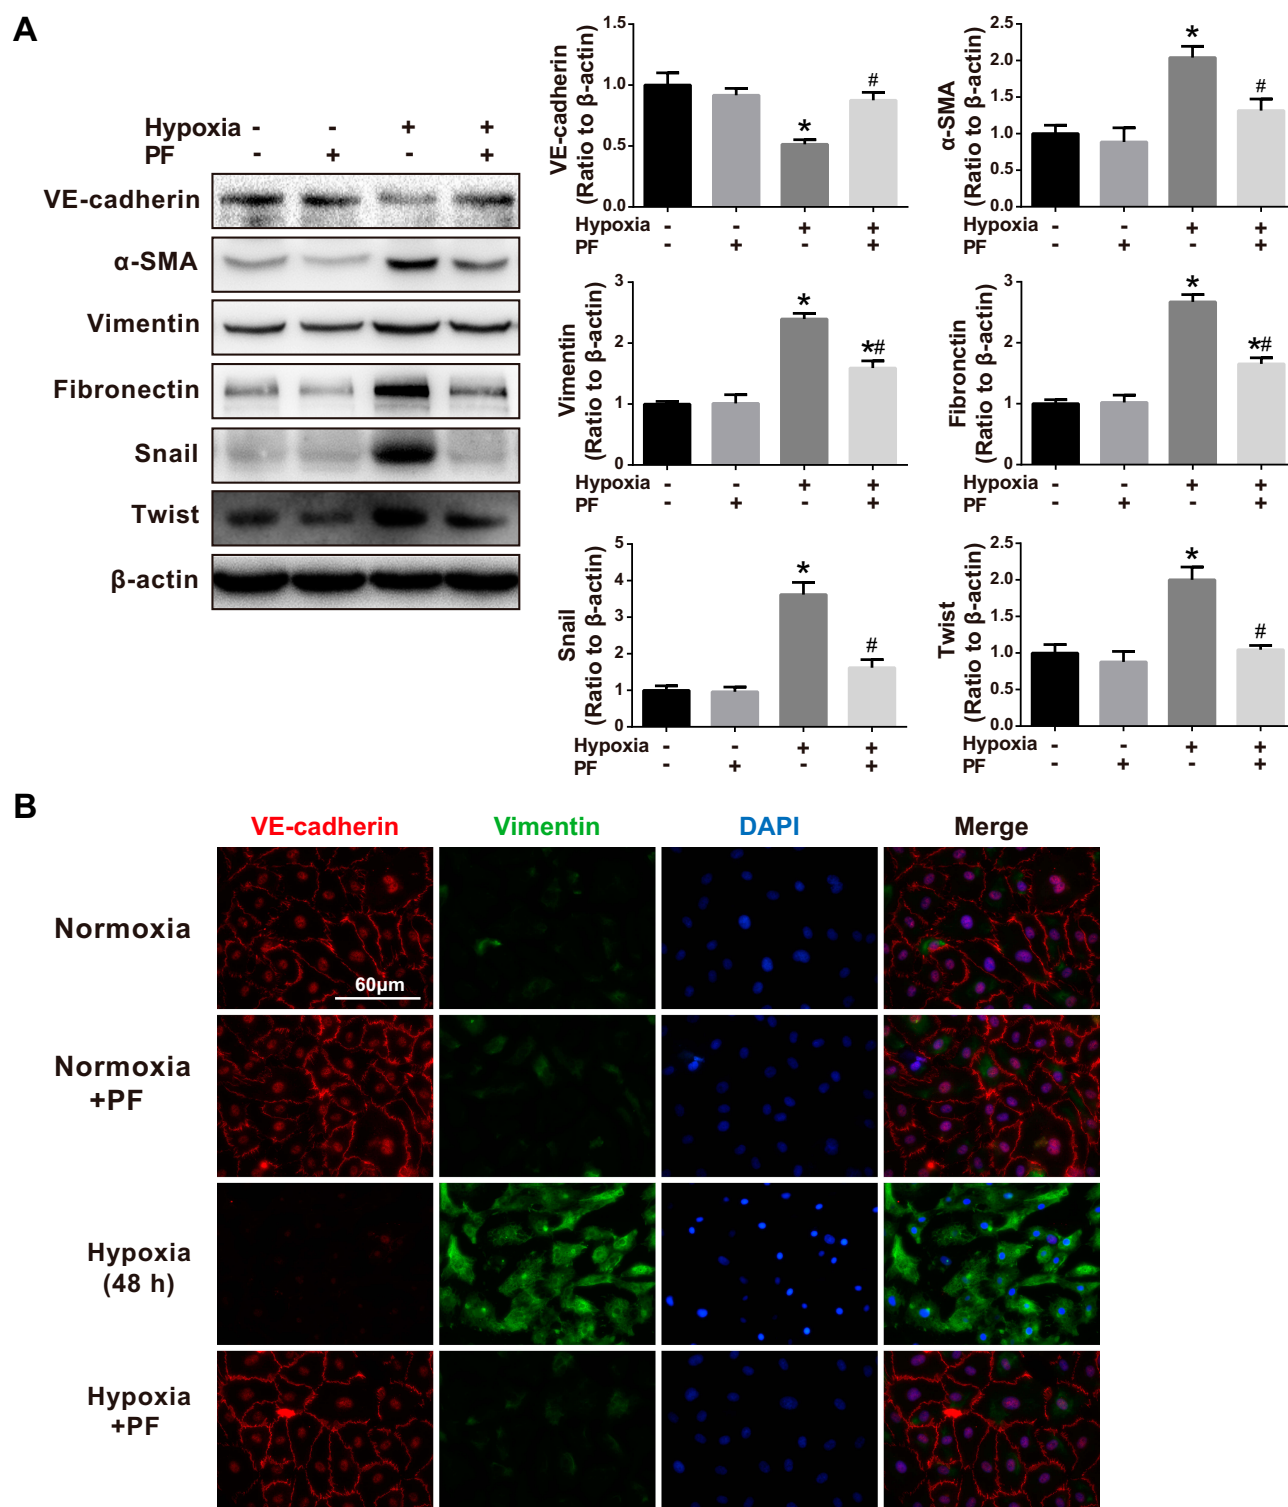 A
Hypoxia - - + +
PF - + - +
VE-cadherin
α-SMA
Vimentin
Fibronectin
Snail
Twist
β-actin
VE-cadherin
(Ratio to β-actin)
1.5
1.0
0.5
0.0
*
#
Hypoxia - - + +
PF - + - +
α-SMA
(Ratio to β-actin)
2.5
2.0
1.5
1.0
0.5
0.0
*
#
Hypoxia - - + +
PF - + - +
Vimentin
(Ratio to β-actin)
3
2
1
0
*
*#
Hypoxia - - + +
PF - + - +
Fibronctin
(Ratio to β-actin)
3
2
1
0
*
*#
Hypoxia - - + +
PF - + - +
Snail
(Ratio to β-actin)
5
4
3
2
1
0
*
#
Hypoxia - - + +
PF - + - +
Twist
(Ratio to β-actin)
2.5
2.0
1.5
1.0
0.5
0.0
*
#
Hypoxia - - + +
PF - + - +
B
VE-cadherin Vimentin DAPI Merge
Normoxia
60μm
Normoxia
+PF
Hypoxia
(48 h)
Hypoxia
+PF